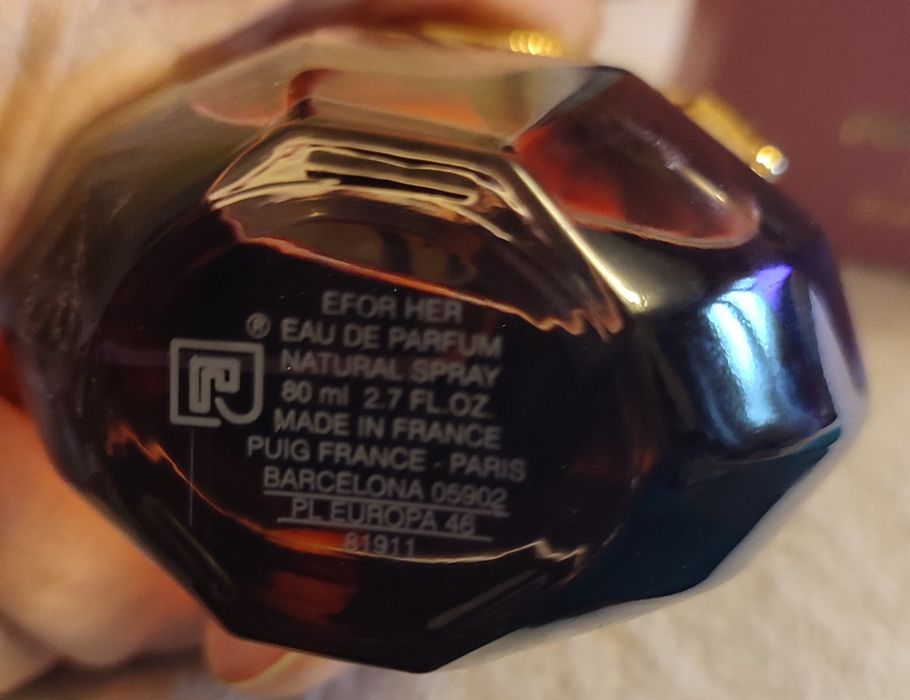 EFOR HER
® EAU DE PARFUM
NATURAL SPRAY
80 ml 2.7 FL.OZ.
MADE IN FRANCE
PUIG FRANCE - PARIS
BARCELONA 05902
PL EUROPA 46
81911